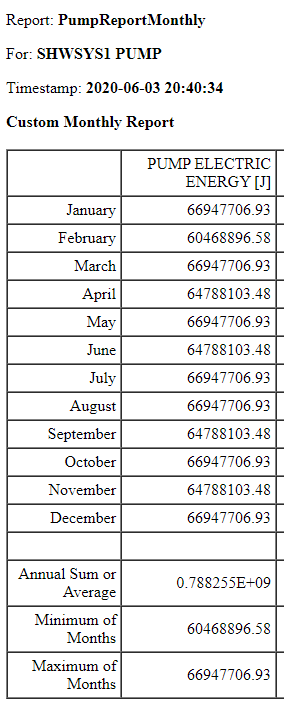 Report: PumpReportMonthly
For: SHWSYS1 PUMP
Timestamp: 2020-06-03 20:40:34
Custom Monthly Report
PUMP ELECTRIC
ENERGY [J]
January 66947706.93
February 60468896.58
March 66947706.93
April 64788103.48
May 66947706.93
June 64788103.48
July 66947706.93
August 66947706.93
September 64788103.48
October 66947706.93
November 64788103.48
December 66947706.93
Annual Sum or
Average 0.788255E+09
Minimum of
Months 60468896.58
Maximum of
Months 66947706.93